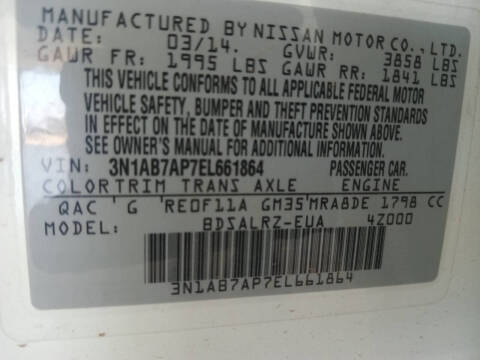 MANUFACTURED BY NISSAN MOTOR CO., LTD.
03/14. GVWR: 3858 LBS
GAWR FR: 1995 LBS GAWR RR: 1841 LBS
THIS VEHICLE CONFORMS TO ALL APPLICABLE FEDERAL MOTOR
VEHICLE SAFETY, BUMPER AND THEFT PREVENTION STANDARDS
IN EFFECT ON THE DATE OF MANUFACTURE SHOWN ABOVE.
SEE OWNER'S MANUAL FOR ADDITIONAL INFORMATION
VIN: 3N1AB7AP7EL661864 PASSENGER CAR.
COLOR TRIM TRANS AXLE ENGINE
QAC G RE0F11A GM35 MRA8DE 1798 CC
BDSALRZ-EUA 4Z000
3N1AB7AP7EL661864